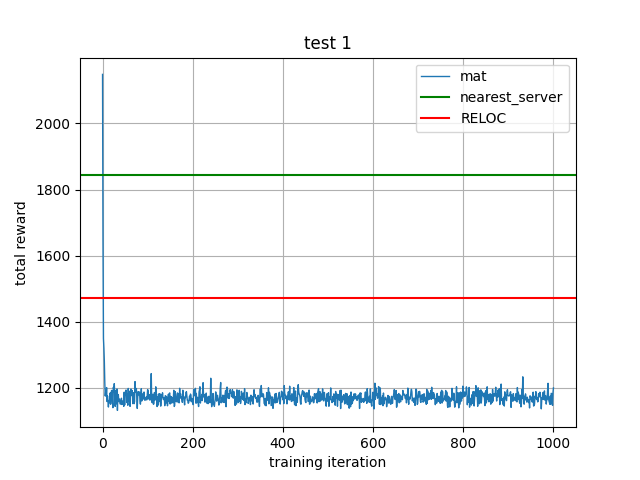 test 1
mat
nearest_server
RELOC
total reward
2000
1800
1600
1400
1200
0 200 400 600 800 1000
training iteration